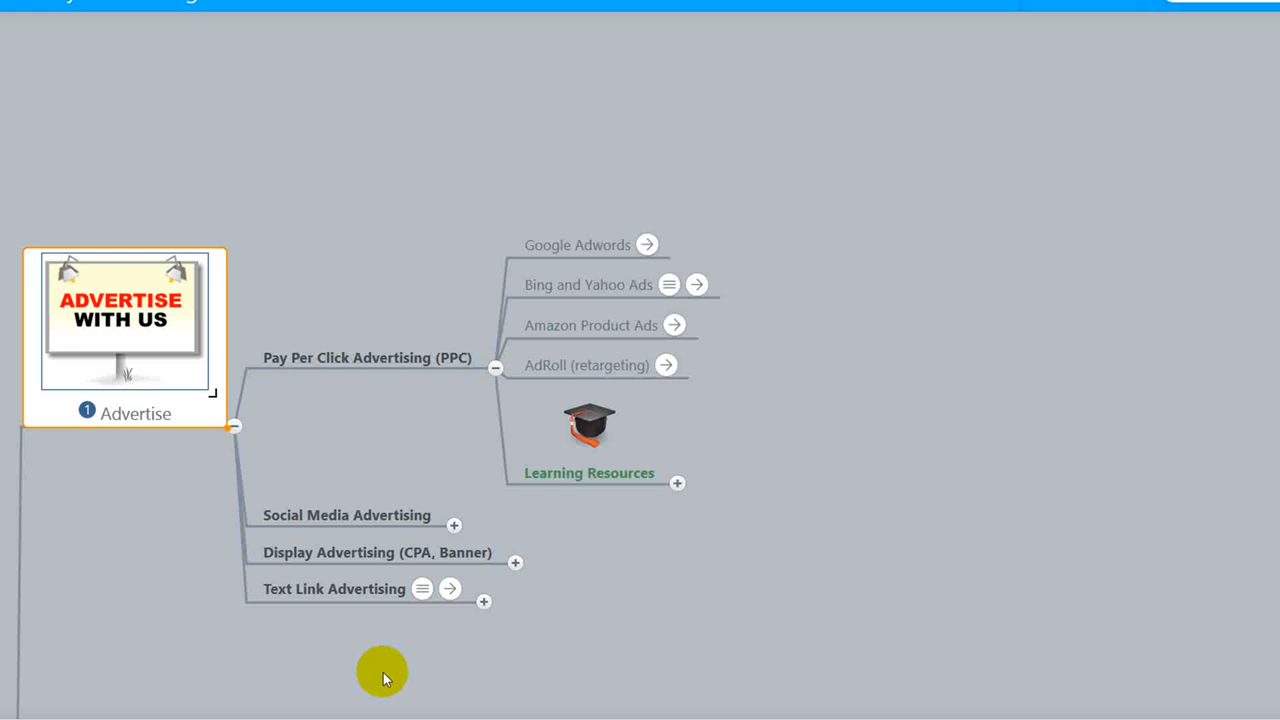 ADVERTISE
WITH US
1 Advertise
Pay Per Click Advertising (PPC)
Google Adwords
Bing and Yahoo Ads
Amazon Product Ads
AdRoll (retargeting)
Learning Resources
Social Media Advertising
Display Advertising (CPA, Banner)
Text Link Advertising